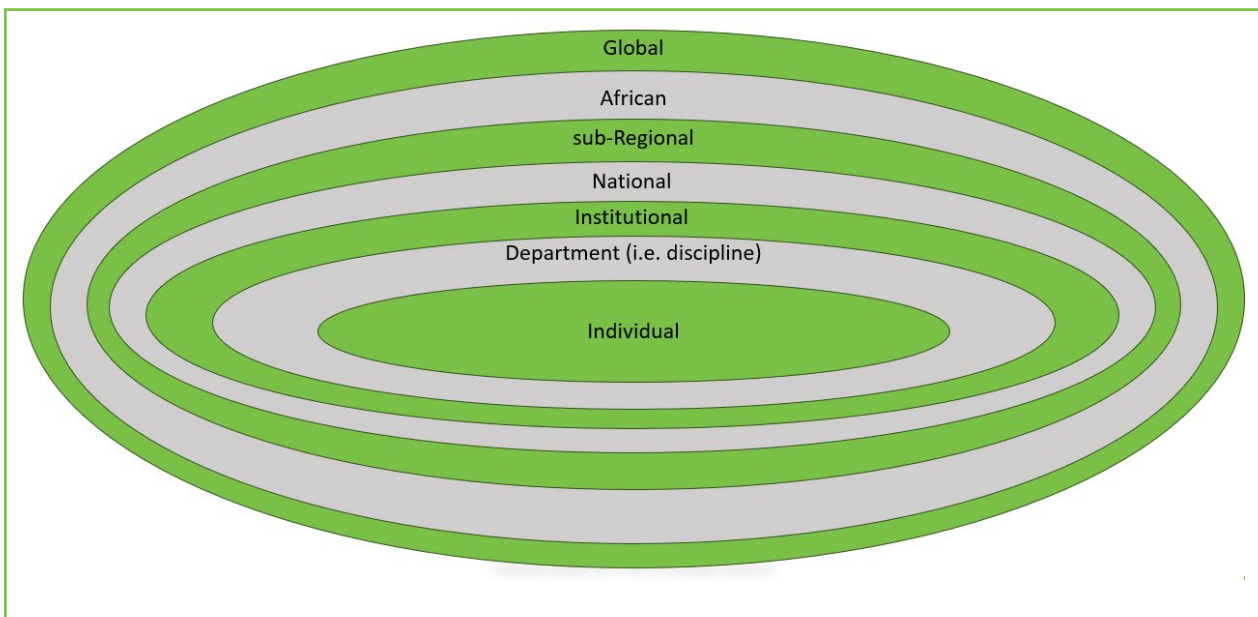 Global
African
sub-Regional
National
Institutional
Department (i.e. discipline)
Individual